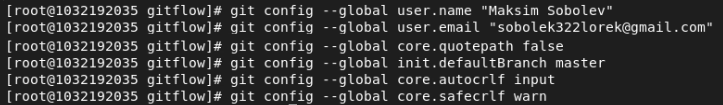 [root@1032192035 gitflow]# git config --global user.name "Maksim Sobolev"
[root@1032192035 gitflow]# git config --global user.email "sobolek322lorek@gmail.com"
[root@1032192035 gitflow]# git config --global core.quotepath false
[root@1032192035 gitflow]# git config --global init.defaultBranch master
[root@1032192035 gitflow]# git config --global core.autocrlf input
[root@1032192035 gitflow]# git config --global core.safecrlf warn